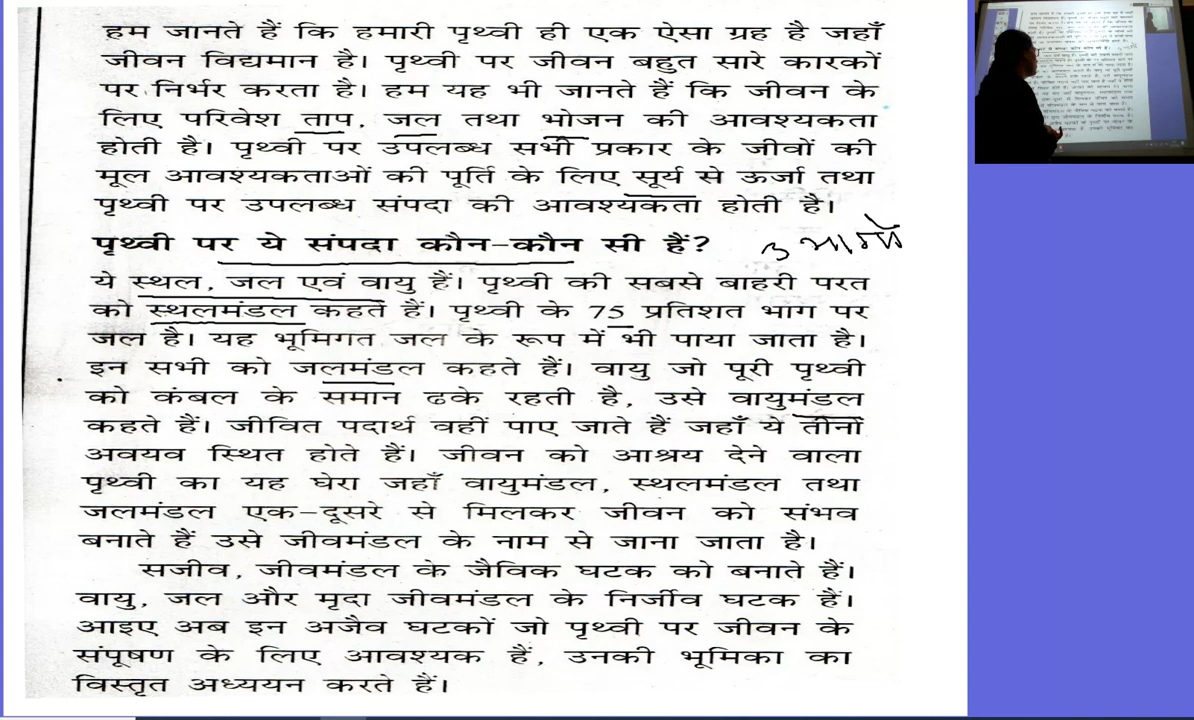 हम जानते हैं कि हमारी पृथ्वी ही एक ऐसा ग्रह है जहाँ
जीवन विद्यमान है। पृथ्वी पर जीवन बहुत सारे कारकों
पर निर्भर करता है। हम यह भी जानते हैं कि जीवन के
लिए परिवेश ताप, जल तथा भोजन की आवश्यकता
होती है। पृथ्वी पर उपलब्ध सभी प्रकार के जीवों की
मूल आवश्यकताओं की पूर्ति के लिए सूर्य से ऊर्जा तथा
पृथ्वी पर उपलब्ध संपदा की आवश्यकता होती है।
पृथ्वी पर ये संपदा कौन–कौन सी हैं?
ये स्थल, जल एवं वायु हैं। पृथ्वी की सबसे बाहरी परत
को स्थलमंडल कहते हैं। पृथ्वी के 75 प्रतिशत भाग पर
जल है। यह भूमिगत जल के रूप में भी पाया जाता है।
इन सभी को जलमंडल कहते हैं। वायु जो पूरी पृथ्वी
को कंबल के समान ढके रहती है, उसे वायुमंडल
कहते हैं। जीवित पदार्थ वहीं पाए जाते हैं जहाँ ये तीनों
अवयव स्थित होते हैं। जीवन को आश्रय देने वाला
पृथ्वी का यह घेरा जहाँ वायुमंडल, स्थलमंडल तथा
जलमंडल एक–दूसरे से मिलकर जीवन को संभव
बनाते हैं उसे जीवमंडल के नाम से जाना जाता है।
सजीव, जीवमंडल के जैविक घटक को बनाते हैं।
वायु, जल और मृदा जीवमंडल के निर्जीव घटक हैं।
आइए अब इन अजैव घटकों जो पृथ्वी पर जीवन के
संपूषण के लिए आवश्यक हैं, उनकी भूमिका का
विस्तृत अध्ययन करते हैं।